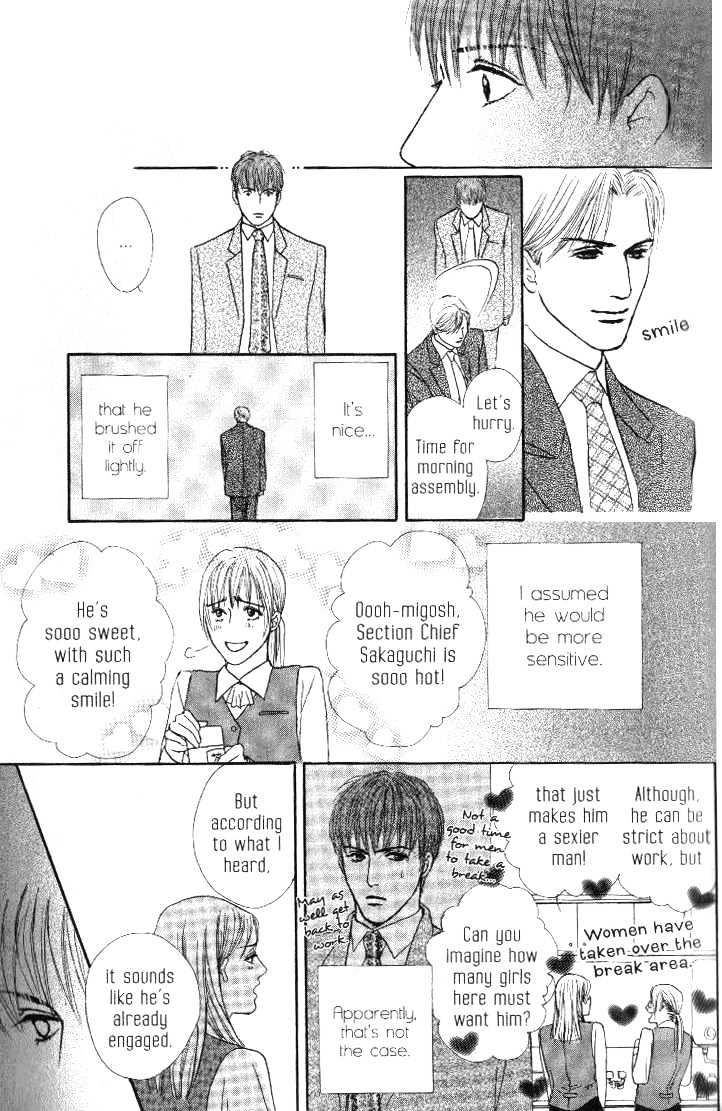 ...
smile
Let's
hurry.
Time for
morning
assembly.
It's
nice...
that he
brushed
it off
lightly.
I assumed
he would
be more
sensitive.
Oooh-migosh,
Section Chief
Sakaguchi is
sooo hot!
He's
sooo sweet,
with such
a calming
smile!
Although,
he can be
strict about
work, but
that just
makes him
a sexier
man!
Women have
taken over the
break area.
Can you
imagine how
many girls
here must
want him?
Not a
good time
for men
to take a
break...
May as
well get
back to
work.
Apparently,
that's not
the case.
But
according
to what I
heard,
it sounds
like he's
already
engaged.